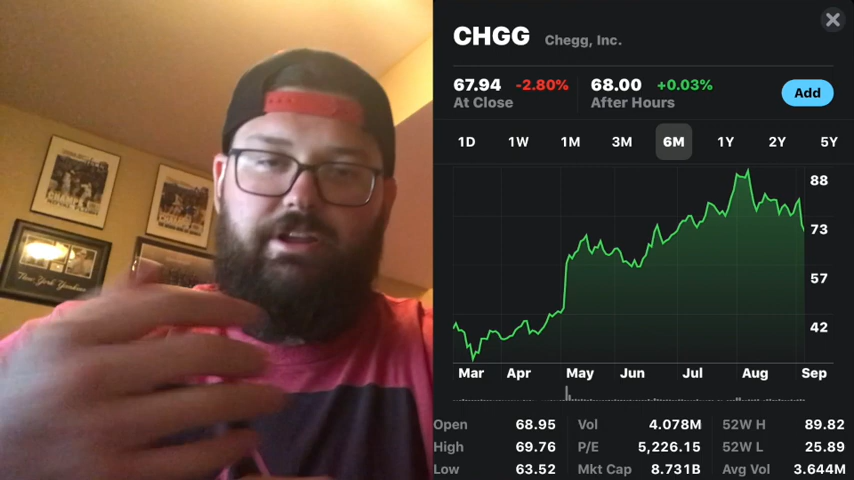 CHGG Chegg, Inc.
67.94 -2.80% 68.00 +0.03% Add
At Close After Hours
1D 1W 1M 3M 6M 1Y 2Y 5Y
88
73
57
42
Mar Apr May Jun Jul Aug Sep
Open 68.95 Vol 4.078M 52W H 89.82
High 69.76 P/E 5,226.15 52W L 25.89
Low 63.52 Mkt Cap 8.731B Avg Vol 3.644M
New York Yankees